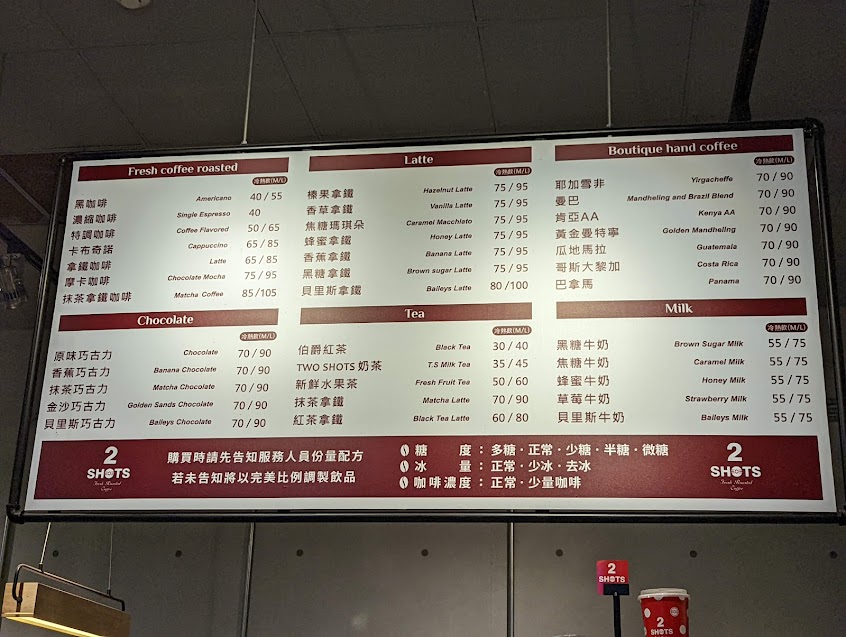 Fresh coffee roasted
冷熱飲(M/L)
黑咖啡 Americano 40 / 55
濃縮咖啡 Single Espresso 40
特調咖啡 Coffee Flavored 50 / 65
卡布奇諾 Cappuccino 65 / 85
拿鐵咖啡 Latte 65 / 85
摩卡咖啡 Chocolate Mocha 75 / 95
抹茶拿鐵咖啡 Matcha Coffee 85 /105
Latte
冷熱飲(M/L)
榛果拿鐵 Hazelnut Latte 75 / 95
香草拿鐵 Vanilla Latte 75 / 95
焦糖瑪琪朵 Caramel Macchiato 75 / 95
蜂蜜拿鐵 Honey Latte 75 / 95
香蕉拿鐵 Banana Latte 75 / 95
黑糖拿鐵 Brown sugar Latte 75 / 95
貝里斯拿鐵 Baileys Latte 80 /100
Boutique hand coffee
冷熱飲(M/L)
耶加雪非 Yirgacheffe 70 / 90
曼巴 Mandheling and Brazil Blend 70 / 90
肯亞AA Kenya AA 70 / 90
黃金曼特寧 Golden Mandheling 70 / 90
瓜地馬拉 Guatemala 70 / 90
哥斯大黎加 Costa Rica 70 / 90
巴拿馬 Panama 70 / 90
Chocolate
冷熱飲(M/L)
原味巧古力 Chocolate 70 / 90
香蕉巧古力 Banana Chocolate 70 / 90
抹茶巧古力 Matcha Chocolate 70 / 90
金沙巧古力 Golden Sands Chocolate 70 / 90
貝里斯巧古力 Baileys Chocolate 70 / 90
Tea
冷熱飲(M/L)
伯爵紅茶 Black Tea 30 / 40
TWO SHOTS 奶茶 T.S Milk Tea 35 / 45
新鮮水果茶 Fresh Fruit Tea 50 / 60
抹茶拿鐵 Matcha Latte 70 / 90
紅茶拿鐵 Black Tea Latte 60 / 80
Milk
冷熱飲(M/L)
黑糖牛奶 Brown Sugar Milk 55 / 75
焦糖牛奶 Caramel Milk 55 / 75
蜂蜜牛奶 Honey Milk 55 / 75
草莓牛奶 Strawberry Milk 55 / 75
貝里斯牛奶 Baileys Milk 55 / 75
2
SHOTS
Fresh Roasted
Coffee
購買時請先告知服務人員份量配方
若未告知將以完美比例調製飲品
糖 度：多糖·正常·少糖·半糖·微糖
冰 量：正常·少冰·去冰
咖啡濃度：正常·少量咖啡
2
SHOTS
Fresh Roasted
Coffee
2
SHOTS
2
SHOTS